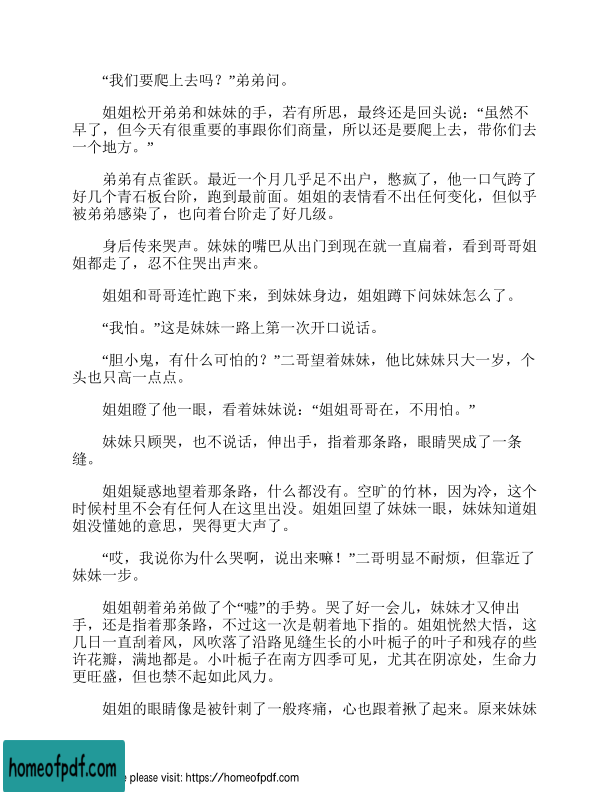 “我们要爬上去吗？”弟弟问。
姐姐松开弟弟和妹妹的手，若有所思，最终还是回头说：“虽然不
早了，但今天有很重要的事跟你们商量，所以还是要爬上去，带你们去
一个地方。”
弟弟有点雀跃。最近一个月几乎足不出户，憋疯了，他一口气跨了
好几个青石板台阶，跑到最前面。姐姐的表情看不出任何变化，但似乎
被弟弟感染了，也向着台阶走了好几级。
身后传来哭声。妹妹的嘴巴从出门到现在就一直扁着，看到哥哥姐
姐都走了，忍不住哭出声来。
姐姐和哥哥连忙跑下来，到妹妹身边，姐姐蹲下问妹妹怎么了。
“我怕。”这是妹妹一路上第一次开口说话。
“胆小鬼，有什么可怕的？”二哥望着妹妹，他比妹妹只大一岁，个
头也只高一点点。
姐姐瞪了他一眼，看着妹妹说：“姐姐哥哥在，不用怕。”
妹妹只顾哭，也不说话，伸出手，指着那条路，眼睛哭成了一条
缝。
姐姐疑惑地望着那条路，什么都没有。空旷的竹林，因为冷，这个
时候村里不会有任何人在这里出没。姐姐回望了妹妹一眼，妹妹知道姐
姐没懂她的意思，哭得更大声了。
“哎，我说你为什么哭啊，说出来嘛！”二哥明显不耐烦，但靠近了
妹妹一步。
姐姐朝着弟弟做了个“嘘”的手势。哭了好一会儿，妹妹才又伸出
手，还是指着那条路，不过这一次是朝着地下指的。姐姐恍然大悟，这
几日一直刮着风，风吹落了沿路见缝生长的小叶栀子的叶子和残存的些
许花瓣，满地都是。小叶栀子在南方四季可见，尤其在阴凉处，生命力
更旺盛，但也禁不起如此风力。
姐姐的眼睛像是被针刺了一般疼痛，心也跟着揪了起来。原来妹妹
homeofpdf.com
e please visit: https://homeofpdf.com